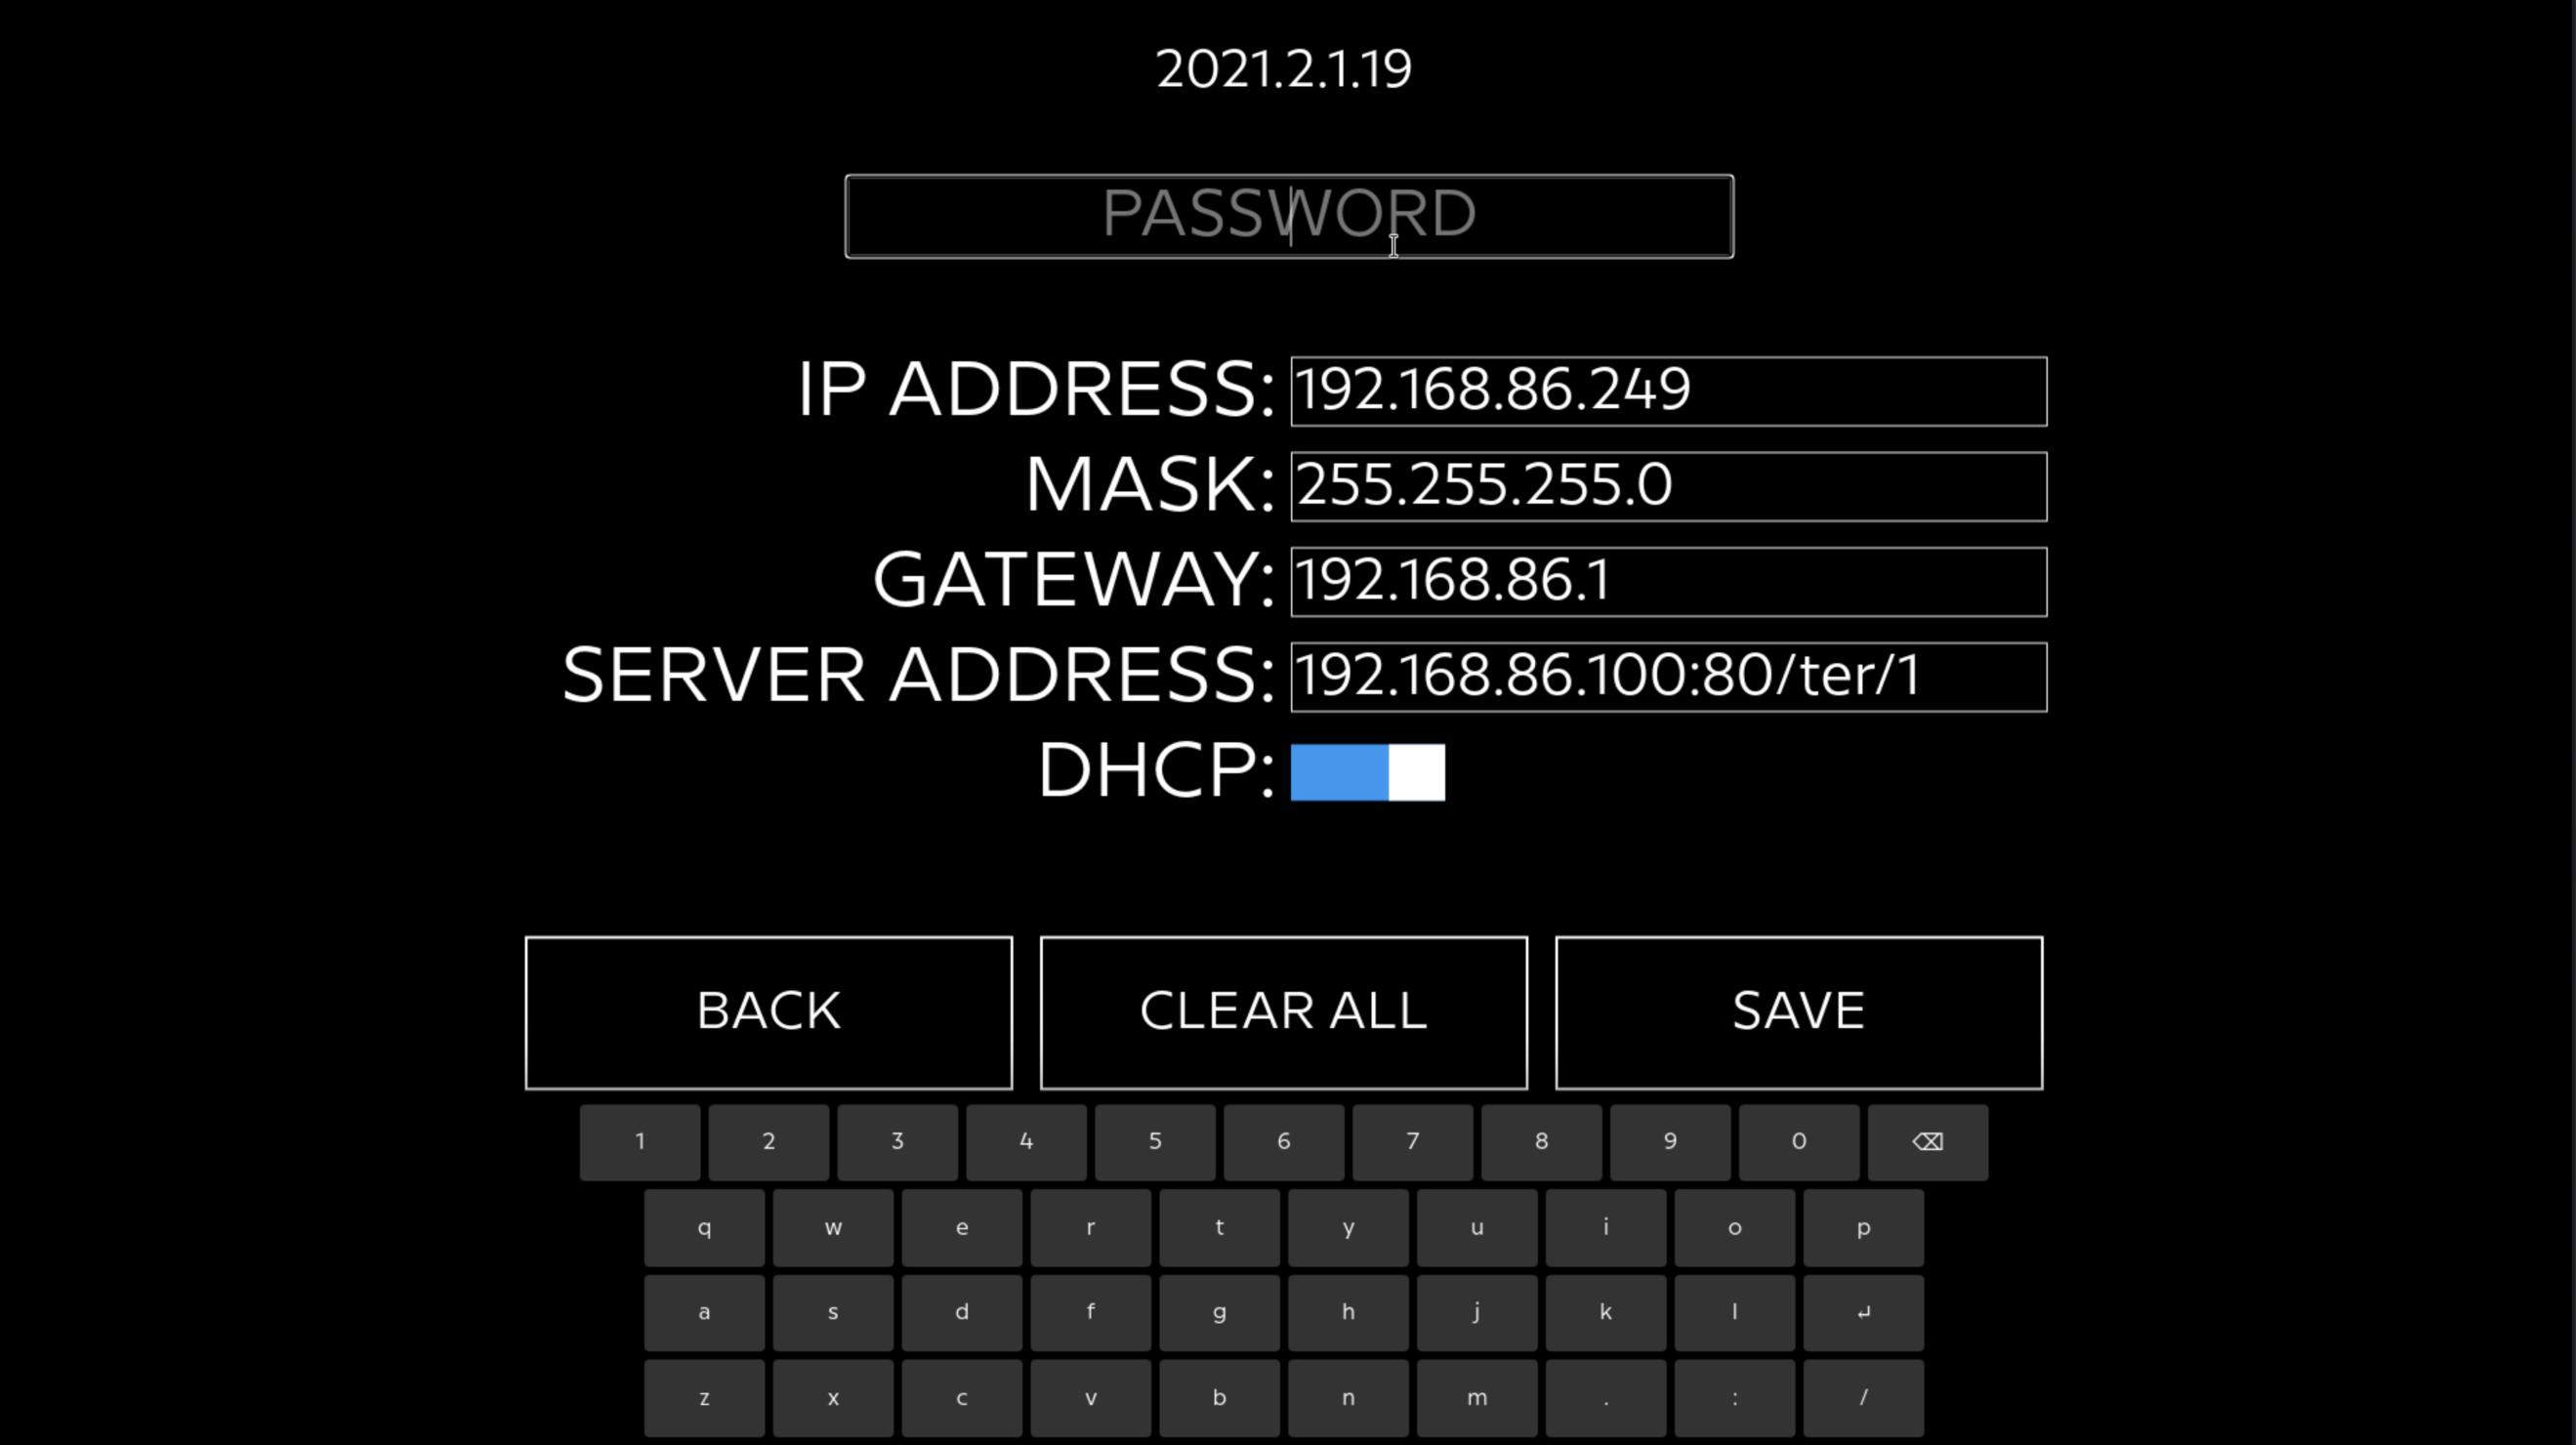 2021.2.1.19
PASSWORD
IP ADDRESS: 192.168.86.249
MASK: 255.255.255.0
GATEWAY: 192.168.86.1
SERVER ADDRESS: 192.168.86.100:80/ter/1
DHCP:
BACK CLEAR ALL SAVE
1 2 3 4 5 6 7 8 9 0 ⌫
q w e r t y u i o p
a s d f g h j k l ↵
z x c v b n m . : /